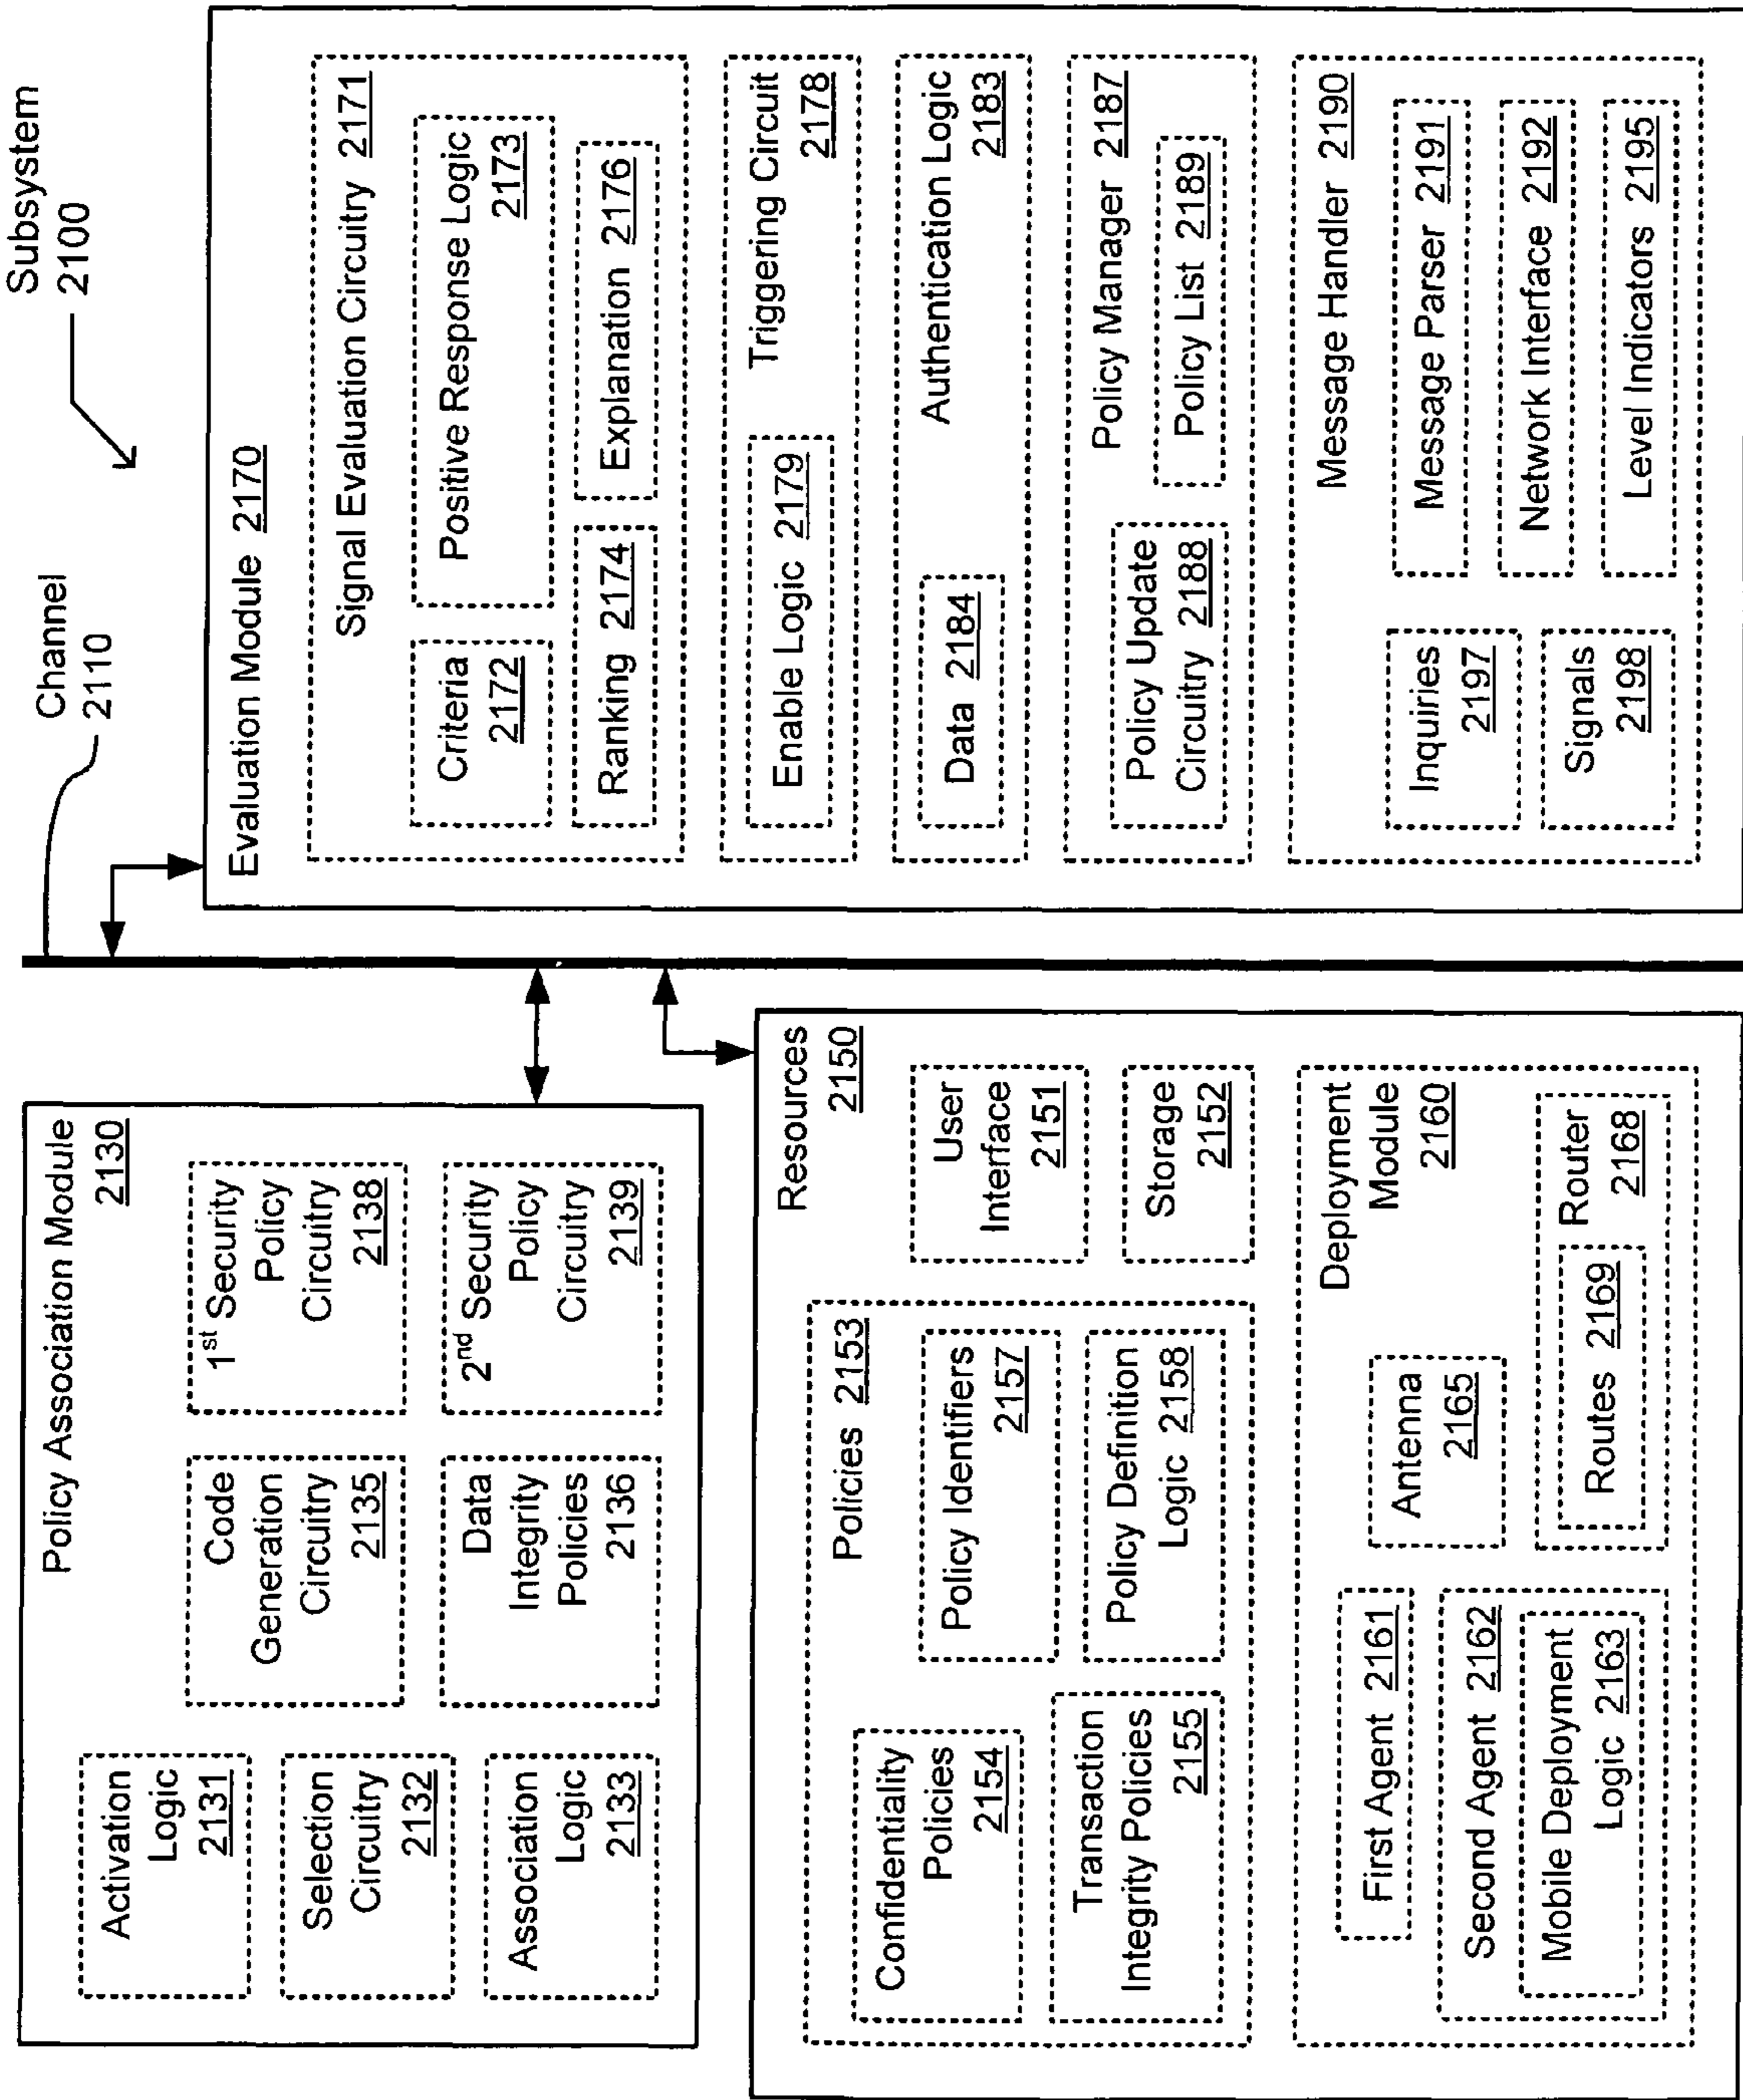 Subsystem
2100
Channel
2110
Policy Association Module
2130
Activation
Logic
2131
Selection
Circuitry
2132
Association
Logic
2133
Code
Generation
Circuitry
2135
Data
Integrity
Policies
2136
1st Security
Policy
Circuitry
2138
2nd Security
Policy
Circuitry
2139
Resources
2150
Policies 2153
Confidentiality
Policies
2154
Transaction
Integrity Policies
2155
Policy Identifiers
2157
Policy Definition
Logic 2158
User
Interface
2151
Storage
2152
Deployment
Module
2160
First Agent 2161
Second Agent 2162
Mobile Deployment
Logic 2163
Antenna
2165
Router
2168
Routes 2169
Evaluation Module 2170
Signal Evaluation Circuitry 2171
Criteria
2172
Positive Response Logic
2173
Ranking 2174
Explanation 2176
Triggering Circuit
2178
Enable Logic 2179
Authentication Logic
2183
Data 2184
Policy Manager 2187
Policy Update
Circuitry 2188
Policy List 2189
Message Handler 2190
Inquiries
2197
Signals
2198
Message Parser 2191
Network Interface 2192
Level Indicators 2195